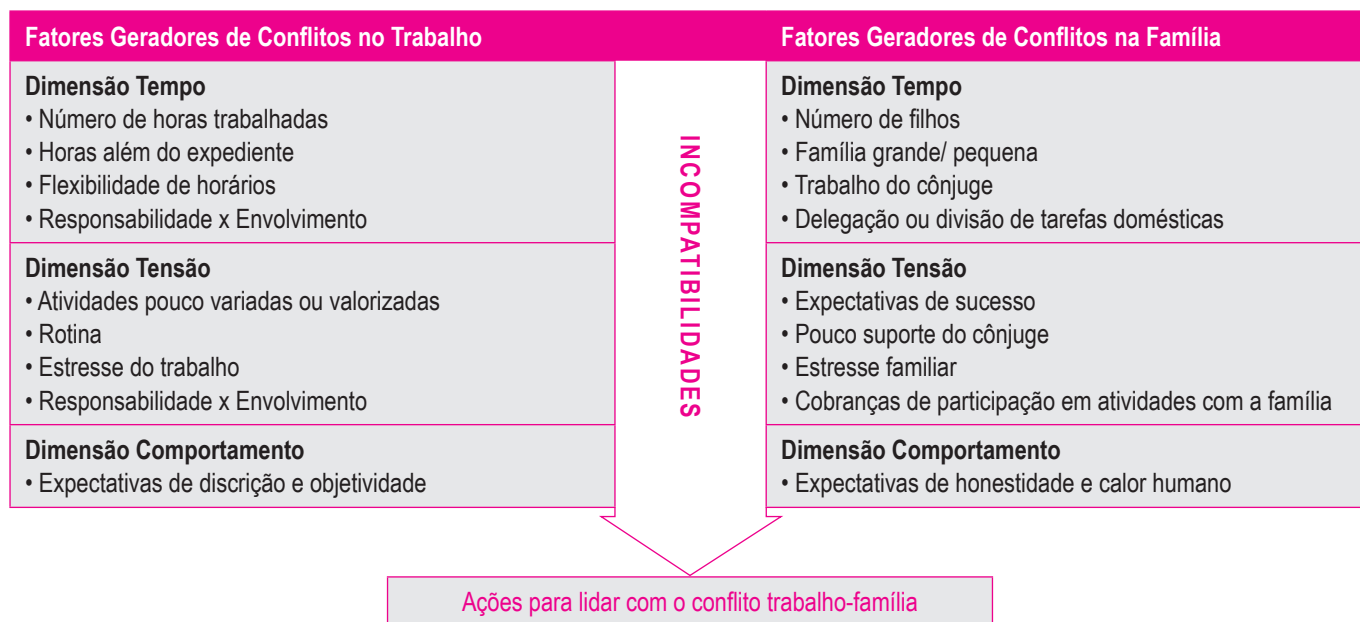 Fatores Geradores de Conflitos no Trabalho
Dimensão Tempo
• Número de horas trabalhadas
• Horas além do expediente
• Flexibilidade de horários
• Responsabilidade x Envolvimento
Dimensão Tensão
• Atividades pouco variadas ou valorizadas
• Rotina
• Estresse do trabalho
• Responsabilidade x Envolvimento
Dimensão Comportamento
• Expectativas de discrição e objetividade
INCOMPATIBILIDADES
Fatores Geradores de Conflitos na Família
Dimensão Tempo
• Número de filhos
• Família grande/ pequena
• Trabalho do cônjuge
• Delegação ou divisão de tarefas domésticas
Dimensão Tensão
• Expectativas de sucesso
• Pouco suporte do cônjuge
• Estresse familiar
• Cobranças de participação em atividades com a família
Dimensão Comportamento
• Expectativas de honestidade e calor humano
Ações para lidar com o conflito trabalho-família